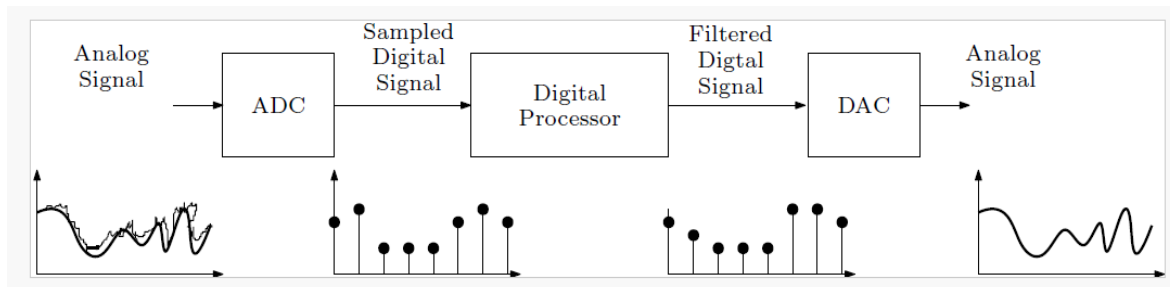 Analog
Signal
ADC
Sampled
Digital
Signal
Digital
Processor
Filtered
Digtal
Signal
DAC
Analog
Signal